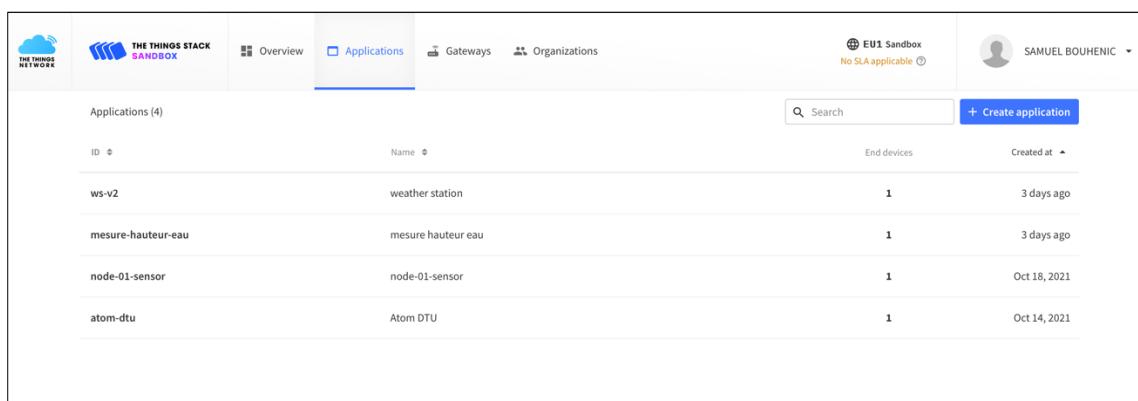 THE THINGS
NETWORK
THE THINGS STACK
SANDBOX
Overview
Applications
Gateways
Organizations
EU1 Sandbox
No SLA applicable
SAMUEL BOUHENIC
Applications (4)
Search
+ Create application
ID Name End devices Created at
ws-v2 weather station 1 3 days ago
mesure-hauteur-eau mesure hauteur eau 1 3 days ago
node-01-sensor node-01-sensor 1 Oct 18, 2021
atom-dtu Atom DTU 1 Oct 14, 2021